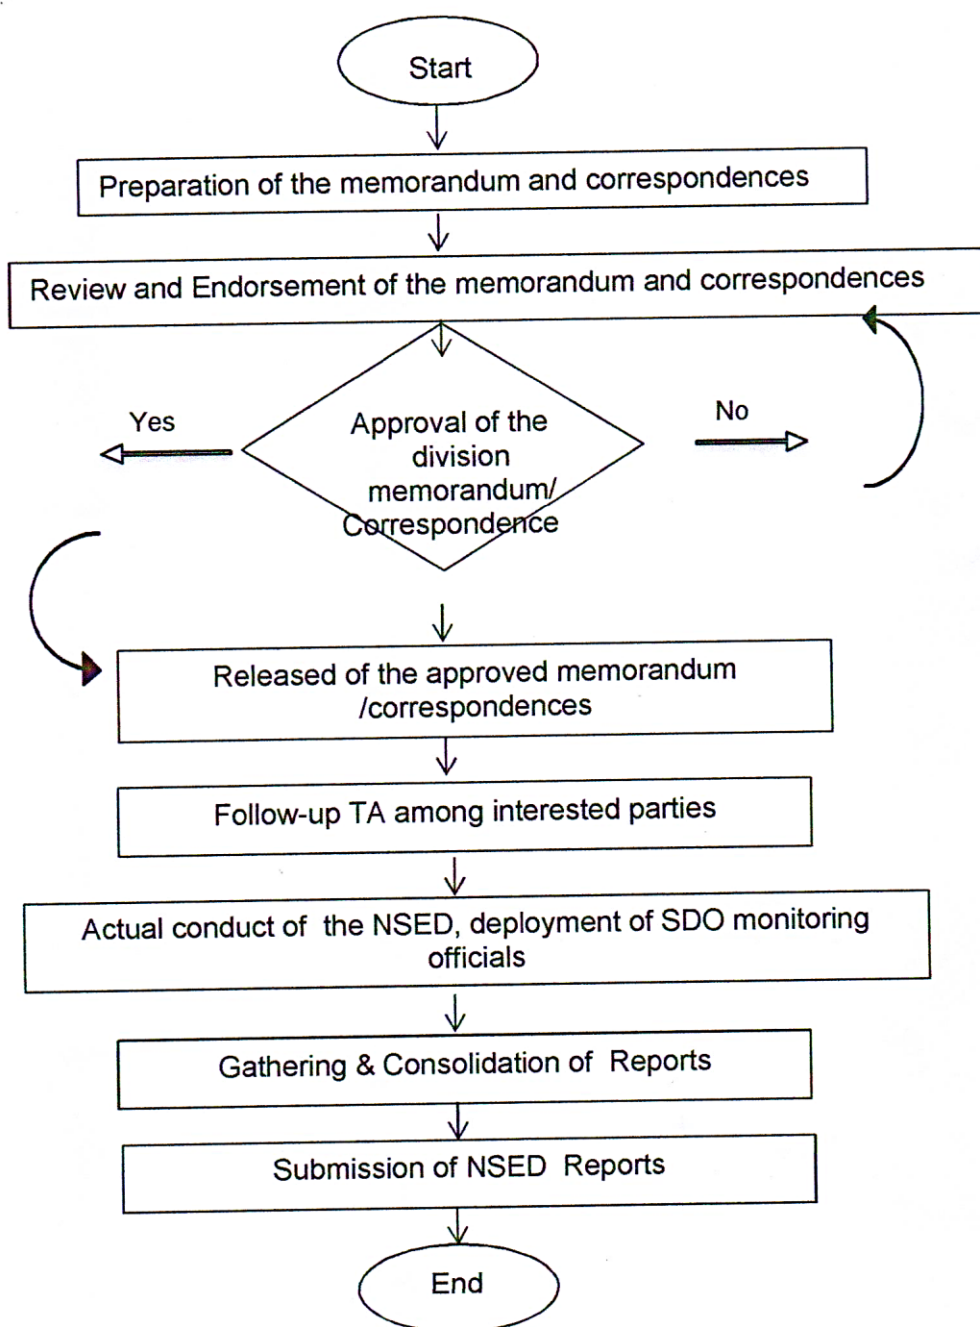 Start
Preparation of the memorandum and correspondences
Review and Endorsement of the memorandum and correspondences
Yes
No
Approval of the
division
memorandum/
Correspondence
Released of the approved memorandum
/correspondences
Follow-up TA among interested parties
Actual conduct of the NSED, deployment of SDO monitoring
officials
Gathering & Consolidation of Reports
Submission of NSED Reports
End